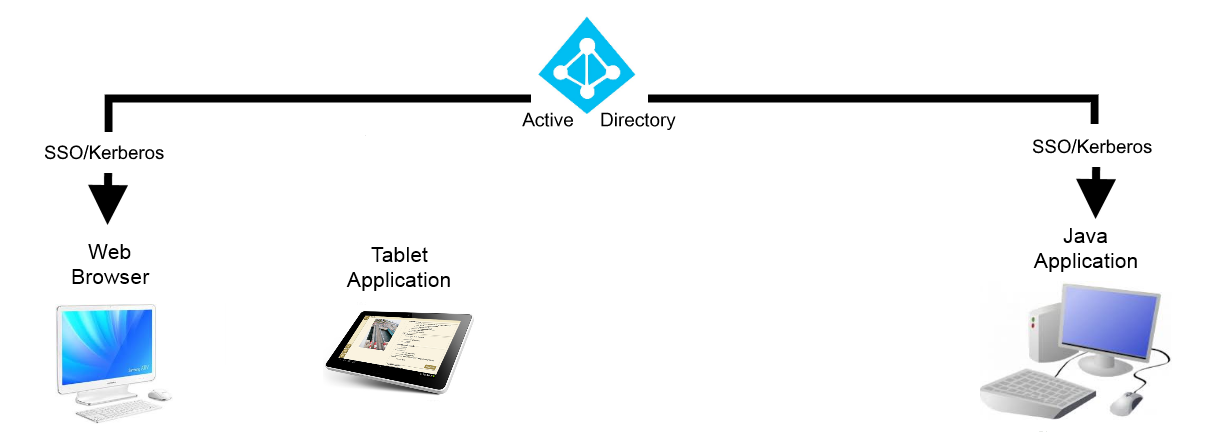 Active Directory
SSO/Kerberos
SSO/Kerberos
Web
Browser
Tablet
Application
Java
Application